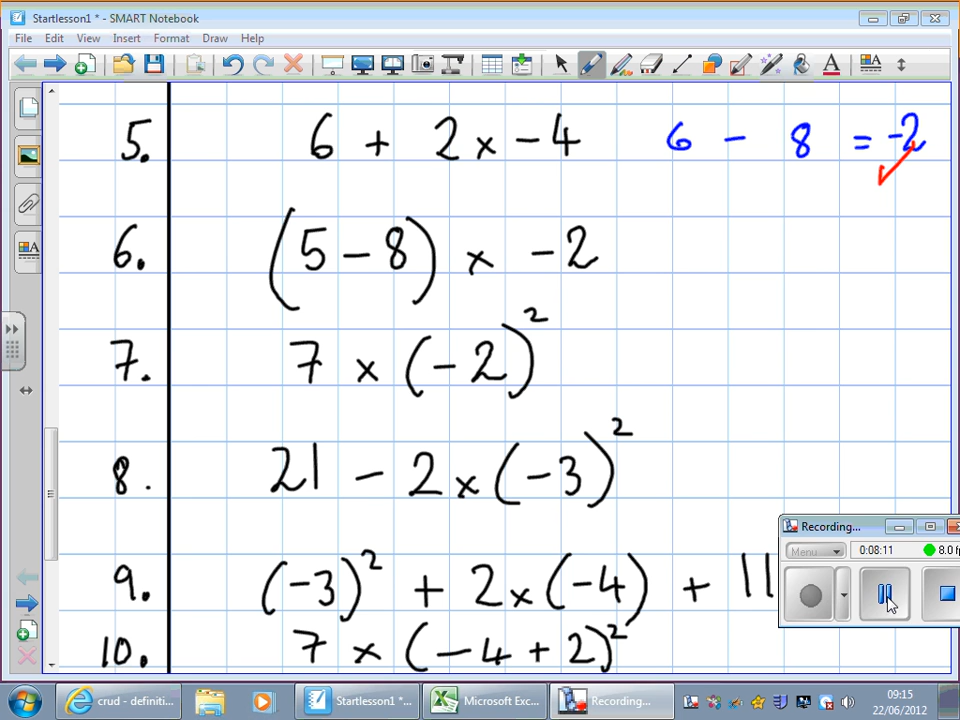 Startlesson1 * - SMART Notebook
File Edit View Insert Format Draw Help
5. 6 + 2 x -4 6 - 8 = -2
6. (5 - 8) x -2
7. 7 x (-2)²
8. 21 - 2 x (-3)²
Recording...
Menu 0:08:11 8.0 f
9. (-3)² + 2 x (-4) + 11
10. 7 x (-4 + 2)²
crud - definiti... Startlesson1 *... Microsoft Exc... Recording...
09:15
22/06/2012